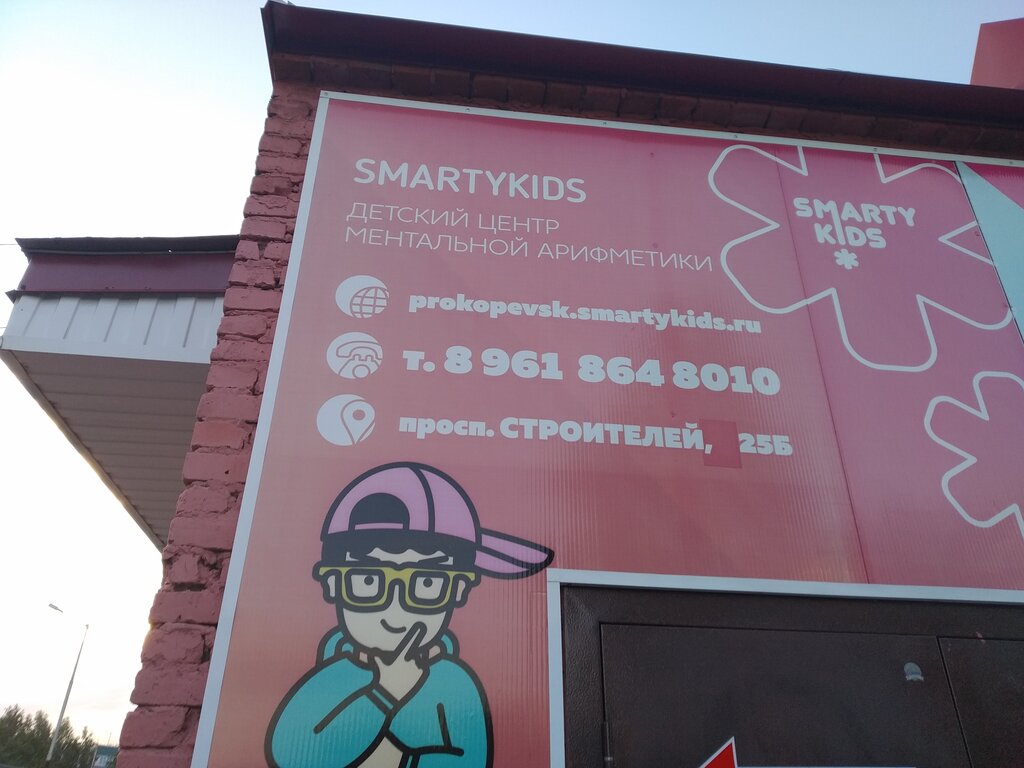 SMARTYKIDS
ДЕТСКИЙ ЦЕНТР
МЕНТАЛЬНОЙ АРИФМЕТИКИ
prokopevsk.smartykids.ru
т. 8 961 864 8010
просп. СТРОИТЕЛЕЙ, 25Б
SMARTY
KIDS